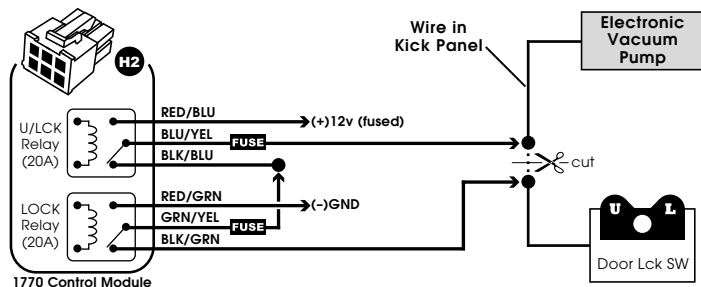 Wire in
Kick Panel
Electronic
Vacuum
Pump
H2
U/LCK
Relay
(20A)
RED/BLU
(+)12v (fused)
BLU/YEL
FUSE
BLK/BLU
cut
LOCK
Relay
(20A)
RED/GRN
(–)GND
GRN/YEL
FUSE
BLK/GRN
U L
Door Lck SW
1770 Control Module